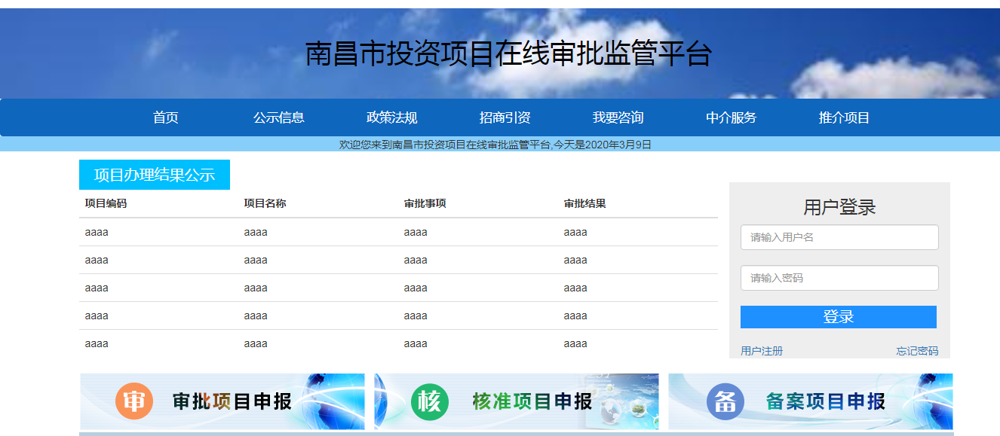 南昌市投资项目在线审批监管平台
首页 公示信息 政策法规 招商引资 我要咨询 中介服务 推介项目
欢迎您来到南昌市投资项目在线审批监管平台,今天是2020年3月9日
项目办理结果公示
项目编码 项目名称 审批事项 审批结果
aaaa aaaa aaaa aaaa
aaaa aaaa aaaa aaaa
aaaa aaaa aaaa aaaa
aaaa aaaa aaaa aaaa
aaaa aaaa aaaa aaaa
用户登录
请输入用户名
请输入密码
登录
用户注册 忘记密码
审 审批项目申报
核 核准项目申报
备 备案项目申报